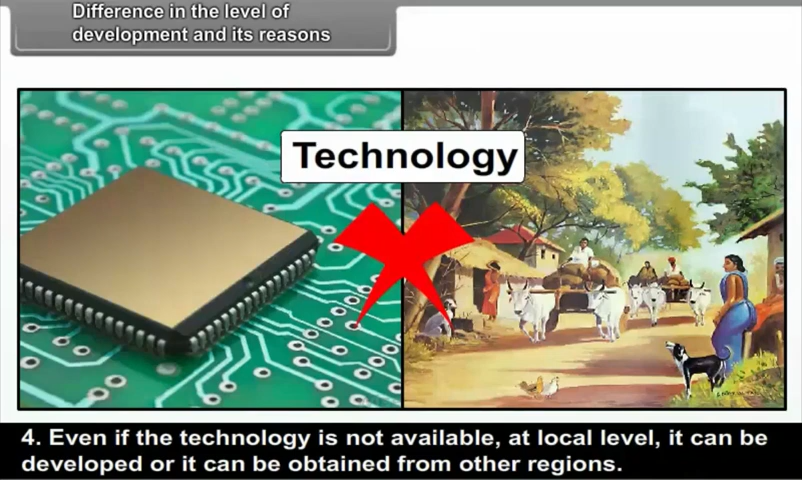 Difference in the level of
development and its reasons
Technology
4. Even if the technology is not available, at local level, it can be
developed or it can be obtained from other regions.